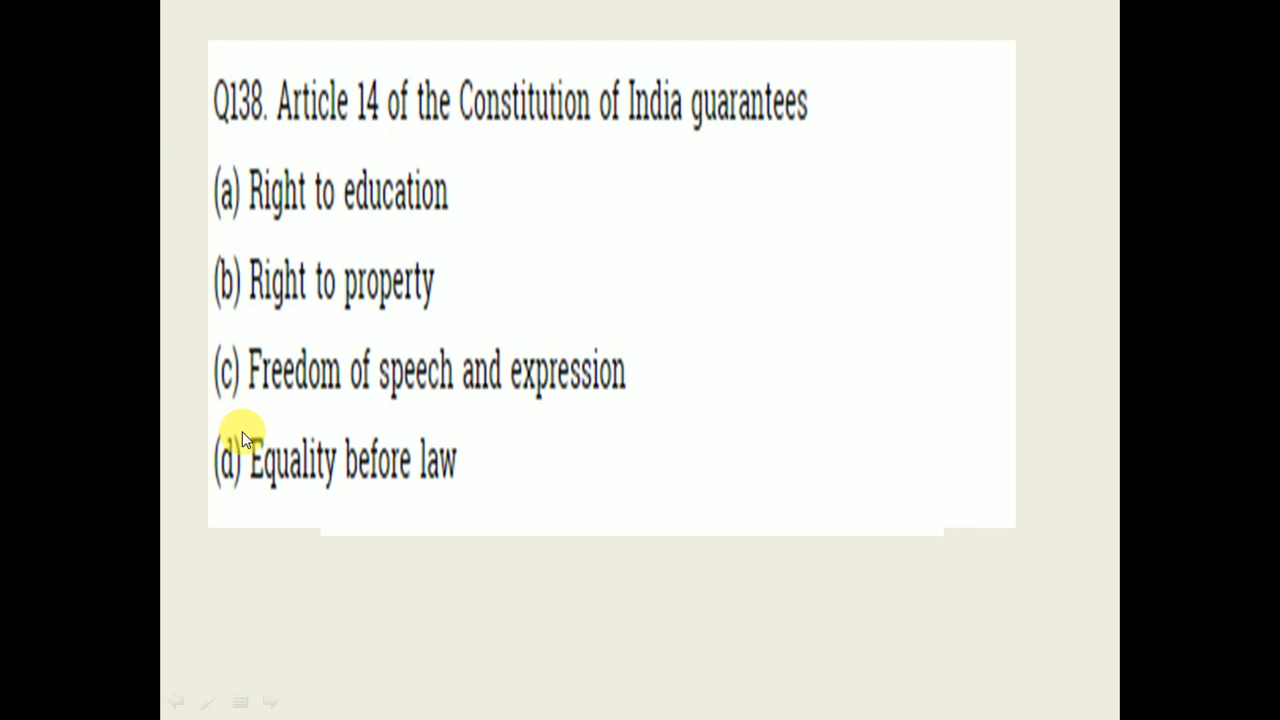 Q138. Article 14 of the Constitution of India guarantees
(a) Right to education
(b) Right to property
(c) Freedom of speech and expression
(d) Equality before law